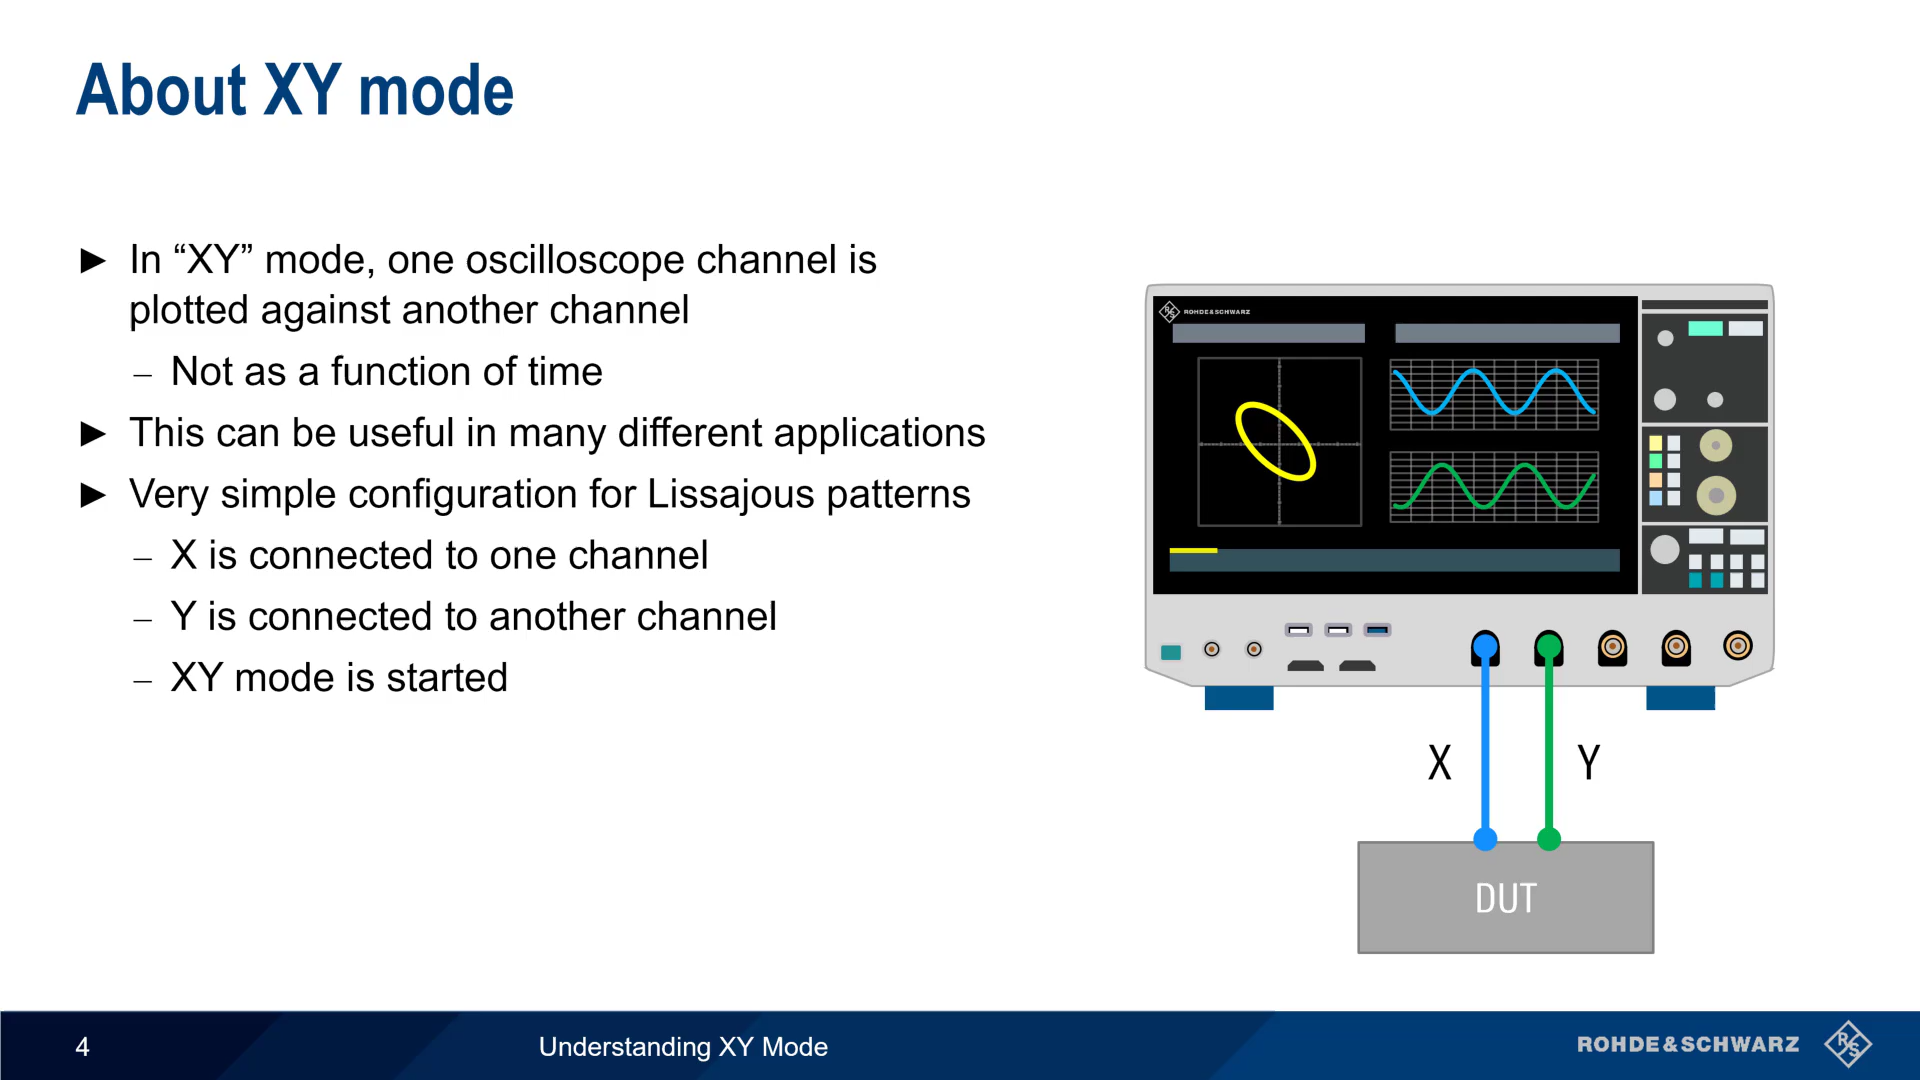 About XY mode
► In “XY” mode, one oscilloscope channel is
plotted against another channel
– Not as a function of time
► This can be useful in many different applications
► Very simple configuration for Lissajous patterns
– X is connected to one channel
– Y is connected to another channel
– XY mode is started
R&S ROHDE&SCHWARZ
X
Y
DUT
4
Understanding XY Mode
ROHDE&SCHWARZ
R&S